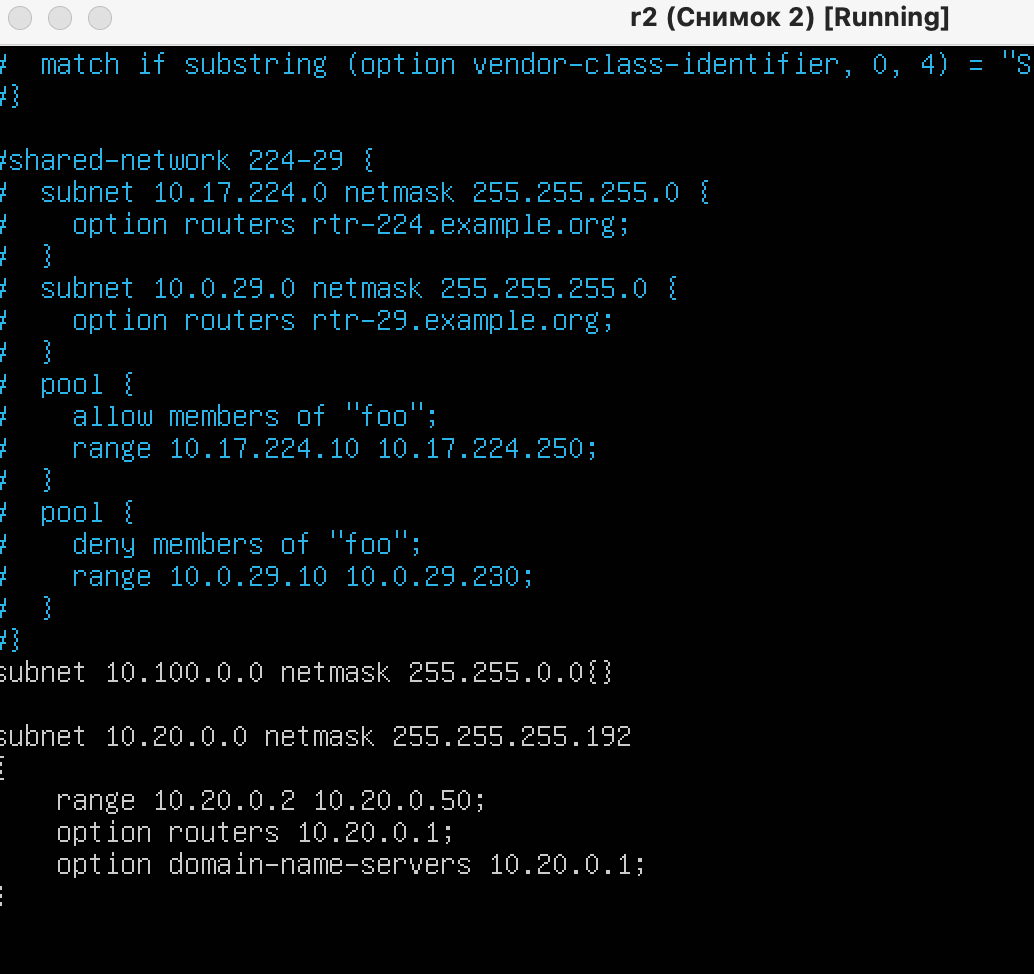 r2 (Снимок 2) [Running]
#  match if substring (option vendor-class-identifier, 0, 4) = "S
#}
#shared-network 224-29 {
#  subnet 10.17.224.0 netmask 255.255.255.0 {
#    option routers rtr-224.example.org;
#  }
#  subnet 10.0.29.0 netmask 255.255.255.0 {
#    option routers rtr-29.example.org;
#  }
#  pool {
#    allow members of "foo";
#    range 10.17.224.10 10.17.224.250;
#  }
#  pool {
#    deny members of "foo";
#    range 10.0.29.10 10.0.29.230;
#  }
#}
subnet 10.100.0.0 netmask 255.255.0.0{}
subnet 10.20.0.0 netmask 255.255.255.192
{
    range 10.20.0.2 10.20.0.50;
    option routers 10.20.0.1;
    option domain-name-servers 10.20.0.1;
}